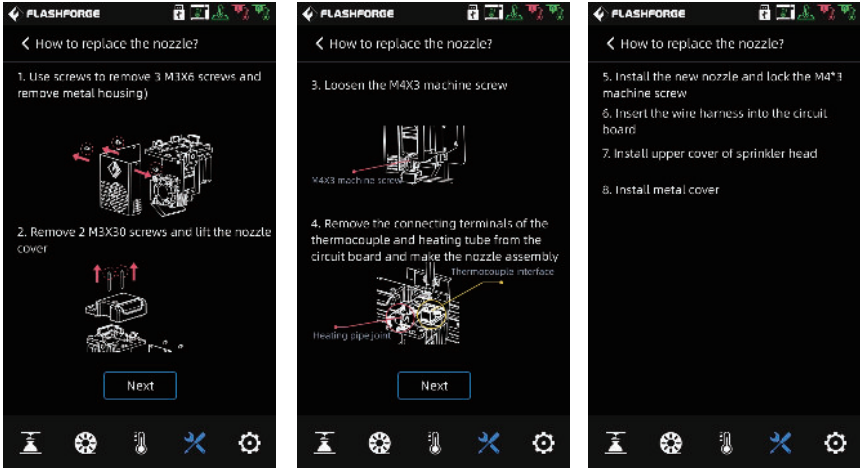 FLASHFORGE
How to replace the nozzle?
1. Use screws to remove 3 M3X6 screws and
remove metal housing)
2. Remove 2 M3X30 screws and lift the nozzle
cover
Next
FLASHFORGE
How to replace the nozzle?
3. Loosen the M4X3 machine screw
M4X3 machine screw
4. Remove the connecting terminals of the
thermocouple and heating tube from the
circuit board and make the nozzle assembly
Thermocouple interface
Heating pipe joint
Next
FLASHFORGE
How to replace the nozzle?
5. Install the new nozzle and lock the M4*3
machine screw
6. Insert the wire harness into the circuit
board
7. Install upper cover of sprinkler head
8. Install metal cover